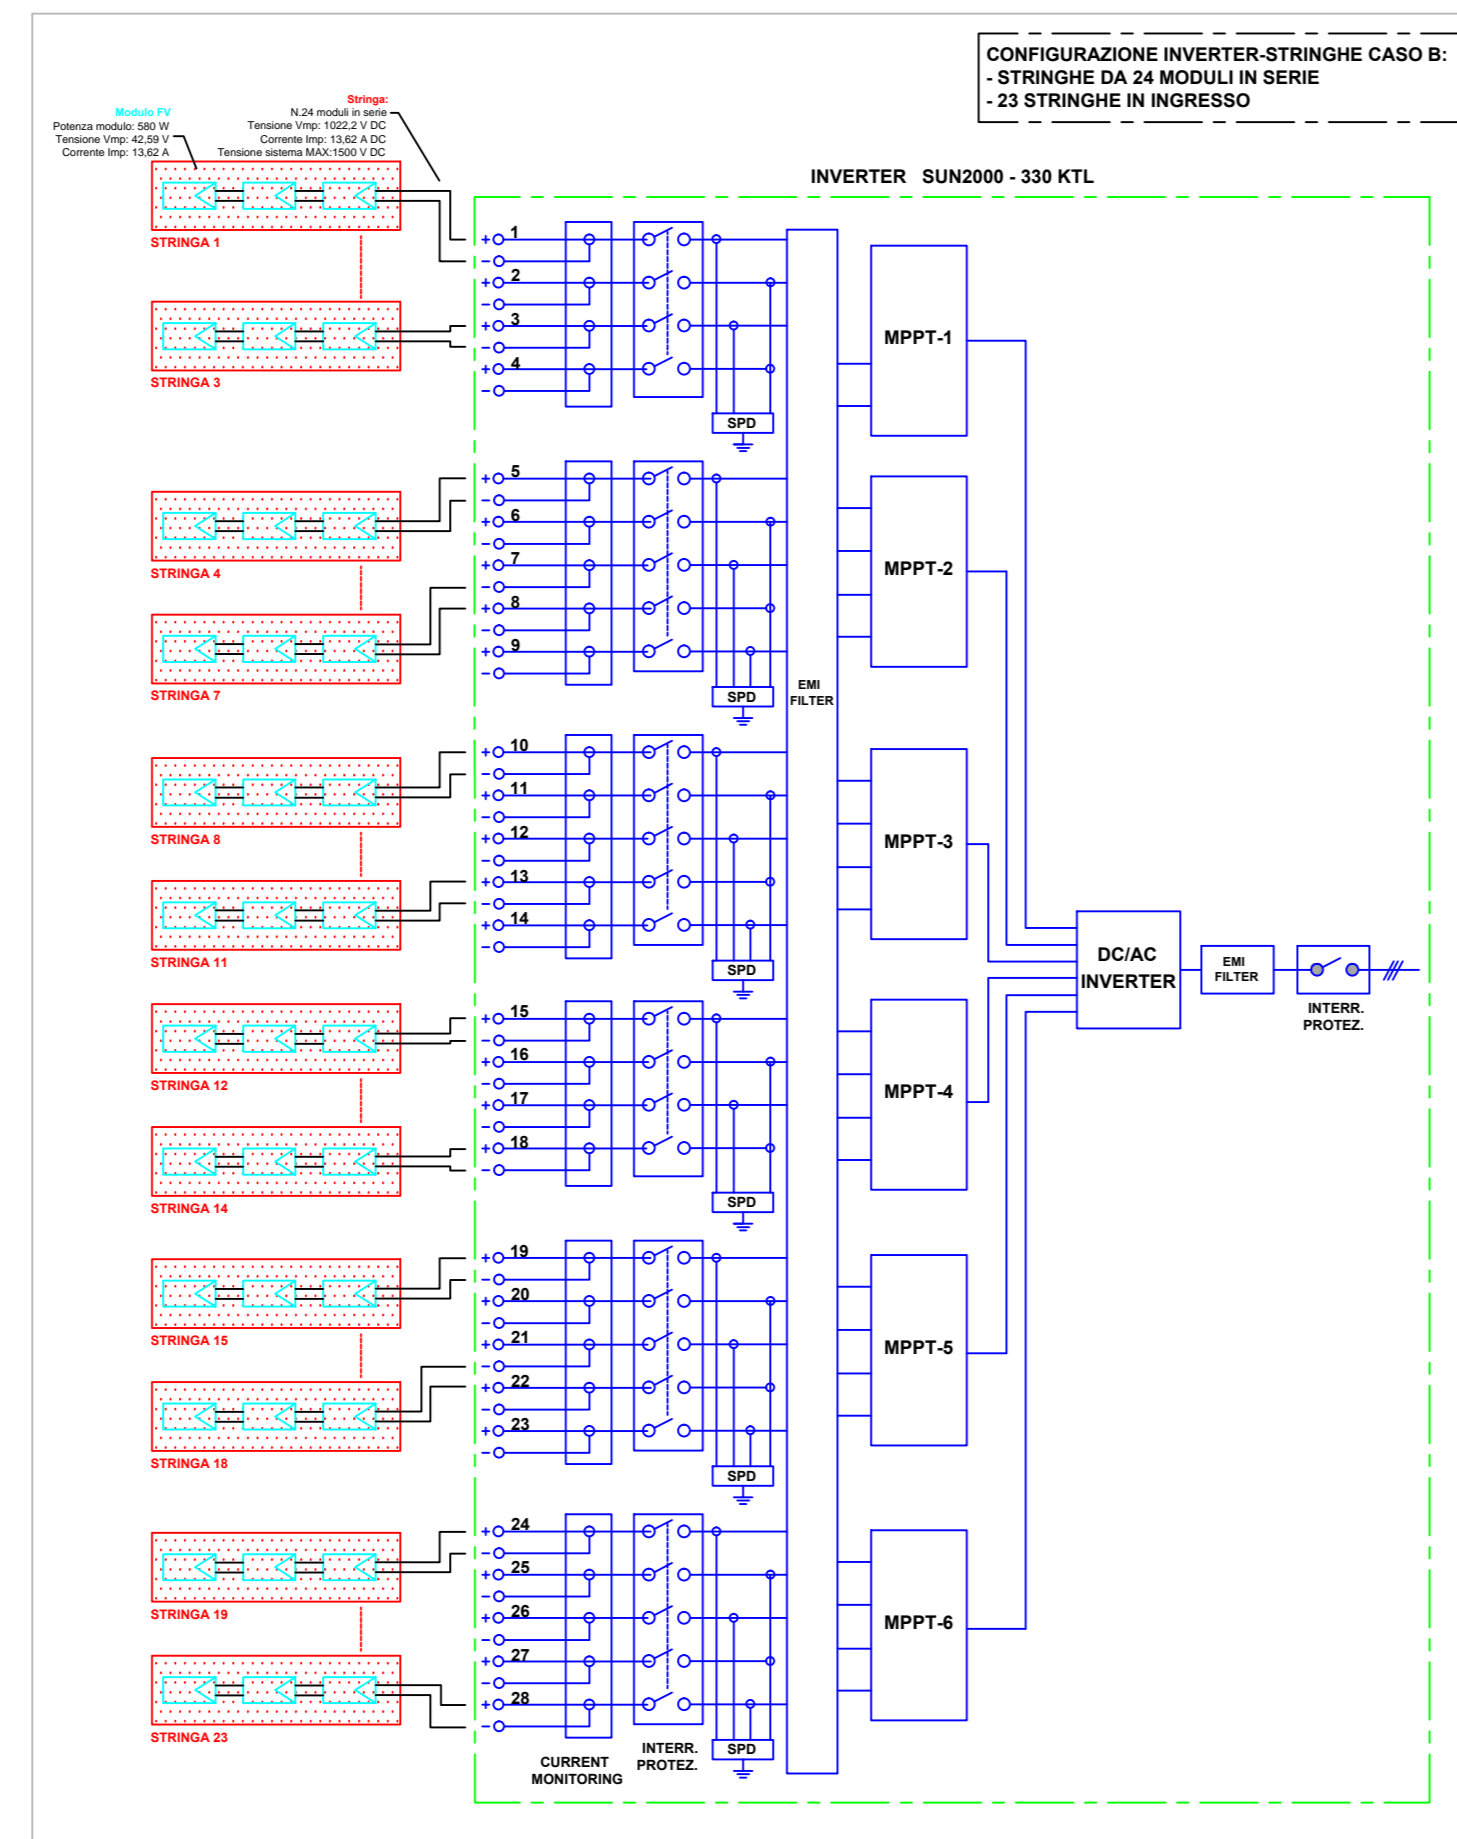 CONFIGURAZIONE INVERTER-STRINGHE CASO B:
- STRINGHE DA 24 MODULI IN SERIE
- 23 STRINGHE IN INGRESSO
Modulo FV
Potenza modulo: 580 W
Tensione Vmp: 42,59 V
Corrente Imp: 13,62 A
Stringa:
N.24 moduli in serie
Tensione Vmp: 1022,2 V DC
Corrente Imp: 13,62 A DC
Tensione sistema MAX:1500 V DC
INVERTER SUN2000 - 330 KTL
STRINGA 1
STRINGA 3
+ 1
-
+ 2
-
+ 3
-
+ 4
-
SPD
MPPT-1
STRINGA 4
STRINGA 7
+ 5
-
+ 6
-
+ 7
-
+ 8
-
+ 9
-
SPD
MPPT-2
EMI
FILTER
STRINGA 8
STRINGA 11
+ 10
-
+ 11
-
+ 12
-
+ 13
-
+ 14
-
SPD
MPPT-3
DC/AC
INVERTER
EMI
FILTER
INTERR.
PROTEZ.
STRINGA 12
STRINGA 14
+ 15
-
+ 16
-
+ 17
-
+ 18
-
SPD
MPPT-4
STRINGA 15
STRINGA 18
+ 19
-
+ 20
-
+ 21
-
+ 22
-
+ 23
-
SPD
MPPT-5
STRINGA 19
STRINGA 23
+ 24
-
+ 25
-
+ 26
-
+ 27
-
+ 28
-
SPD
MPPT-6
CURRENT
MONITORING
INTERR.
PROTEZ.